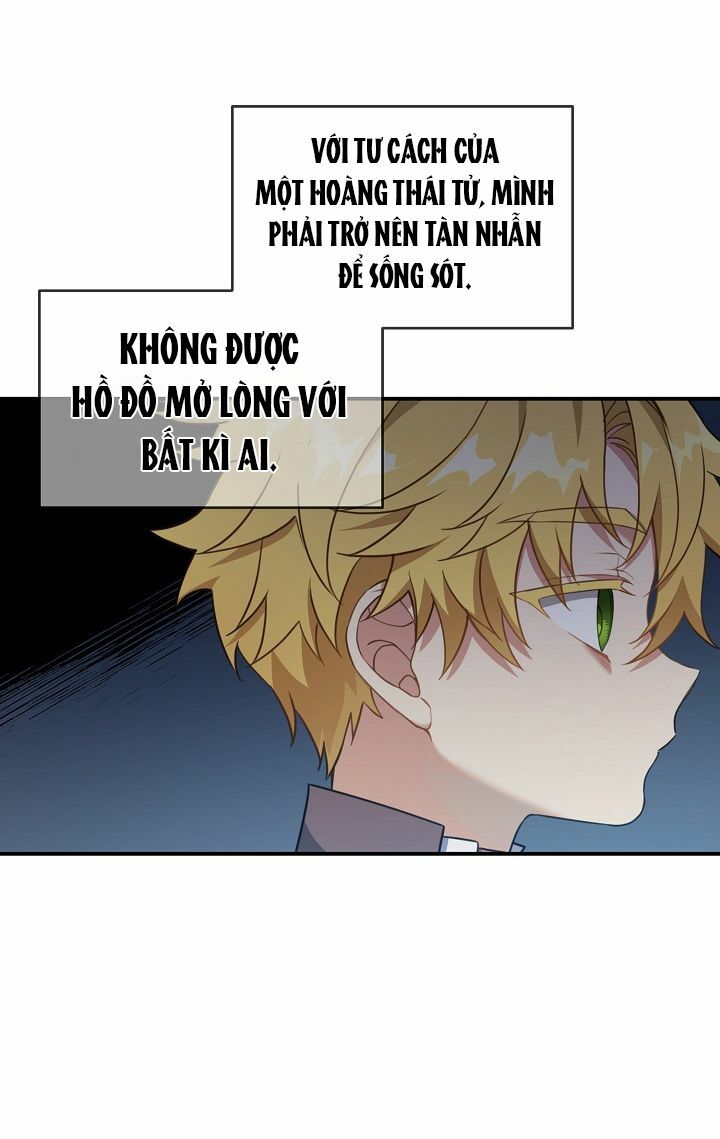 VỚI TƯ CÁCH CỦA
MỘT HOÀNG THÁI TỬ, MÌNH
PHẢI TRỞ NÊN TÀN NHẪN
ĐỂ SỐNG SÓT.
KHÔNG ĐƯỢC
HỒ ĐỒ MỞ LÒNG VỚI
BẤT KÌ AI.